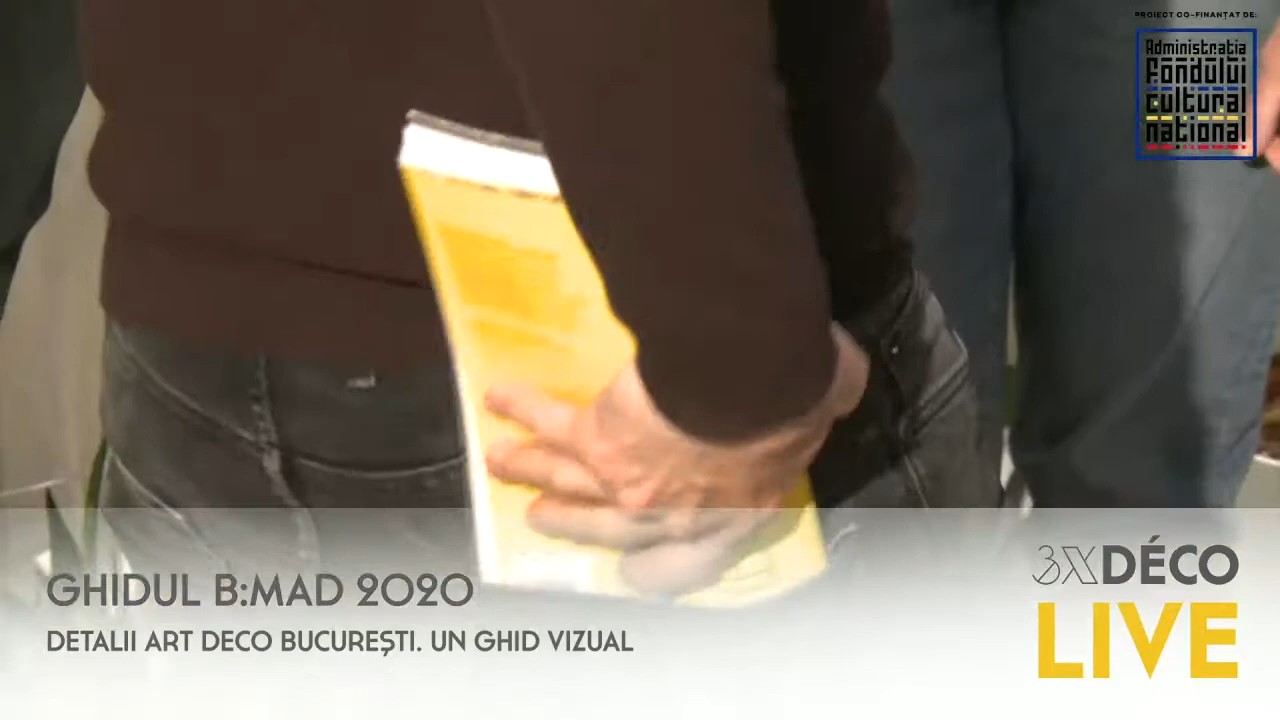 PROIECT CO-FINANȚAT DE:
Administrația
fondului
cultural
național
3XDÉCO
LIVE
GHIDUL B:MAD 2020
DETALII ART DECO BUCUREȘTI. UN GHID VIZUAL